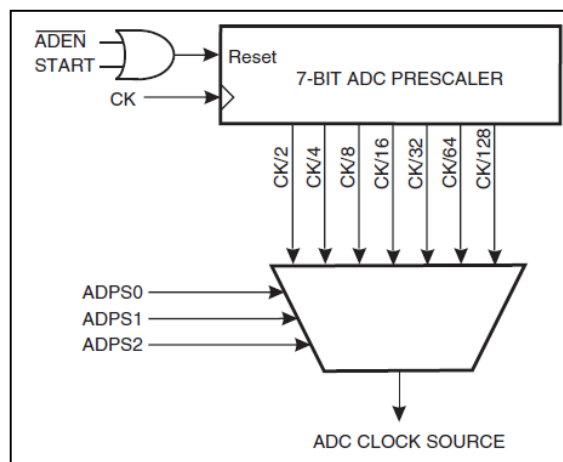 ADEN
START
CK
Reset
7-BIT ADC PRESCALER
CK/2
CK/4
CK/8
CK/16
CK/32
CK/64
CK/128
ADPS0
ADPS1
ADPS2
ADC CLOCK SOURCE